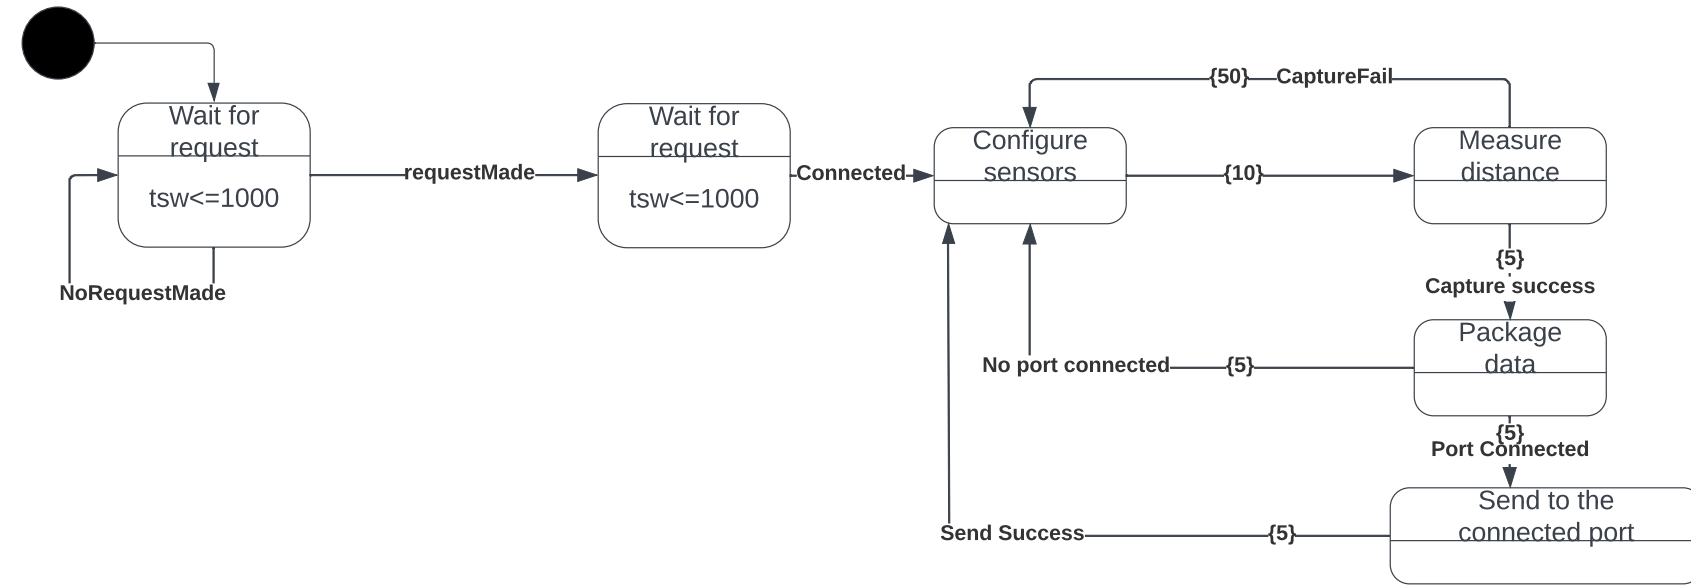 Wait for
request
tsw<=1000
NoRequestMade
requestMade
Wait for
request
tsw<=1000
Connected
Configure
sensors
{50}
CaptureFail
{10}
Measure
distance
{5}
Capture success
Package
data
{5}
No port connected
{5}
Port Connected
Send to the
connected port
{5}
Send Success